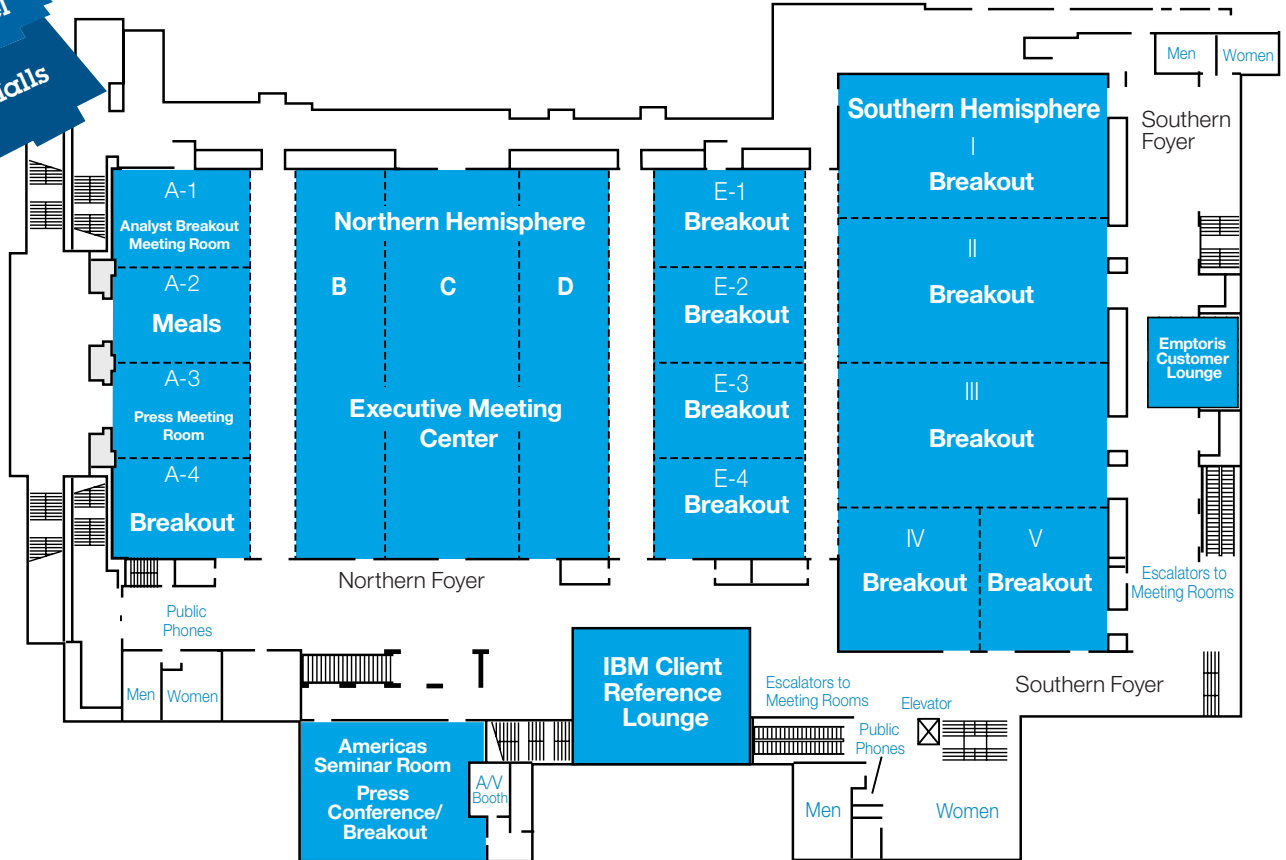 Men
Women
Southern
Foyer
Southern Hemisphere
I
Breakout
II
Breakout
III
Breakout
IV
Breakout
V
Breakout
A-1
Analyst Breakout
Meeting Room
A-2
Meals
A-3
Press Meeting
Room
A-4
Breakout
Northern Hemisphere
B
C
D
Executive Meeting
Center
E-1
Breakout
E-2
Breakout
E-3
Breakout
E-4
Breakout
Emptoris
Customer
Lounge
Escalators to
Meeting Rooms
Northern Foyer
Public
Phones
Men
Women
IBM Client
Reference
Lounge
Escalators to
Meeting Rooms
Southern Foyer
Elevator
Public
Phones
Americas
Seminar Room
Press
Conference/
Breakout
A/V
Booth
Men
Women